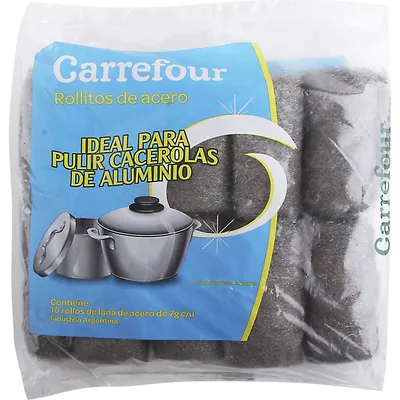 Carrefour
Rollitos de acero
IDEAL PARA
PULIR CACEROLAS
DE ALUMINIO
Contiene
10 rollos de lana de acero de 7g c/u
Industria Argentina
Carrefour